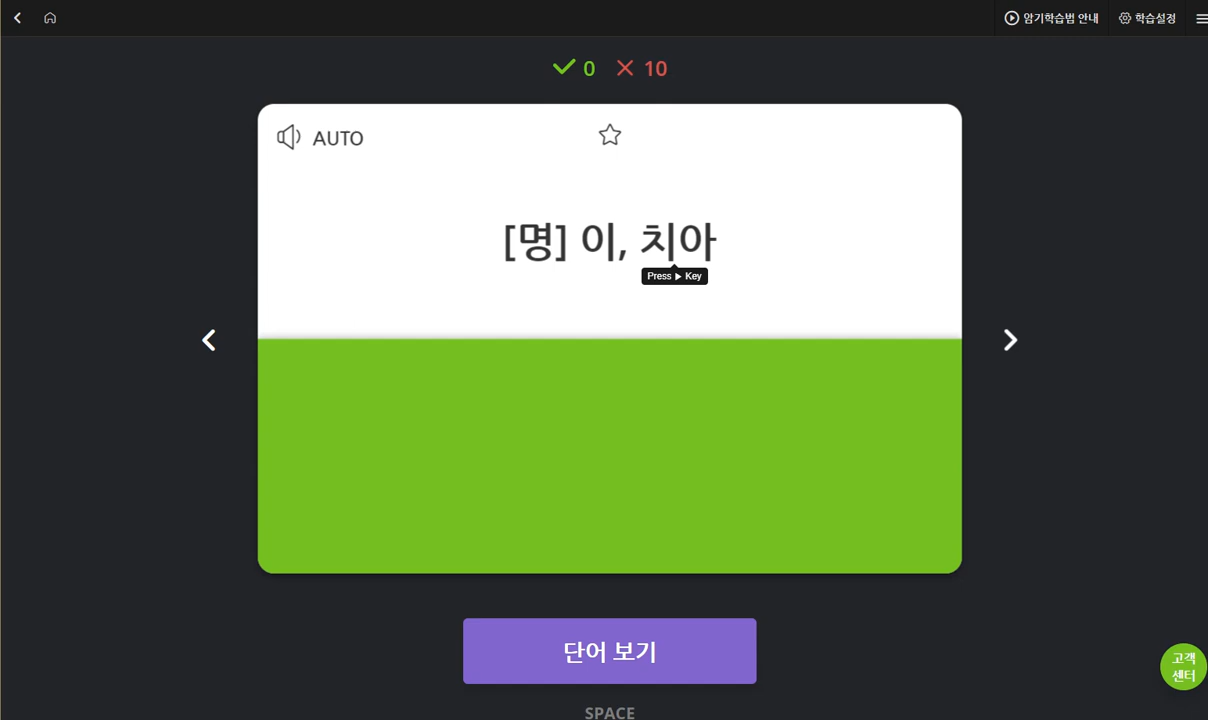 암기학습법 안내 학습설정
0 10
AUTO
[명] 이, 치아
Press ▶ Key
단어 보기
SPACE
고객
센터